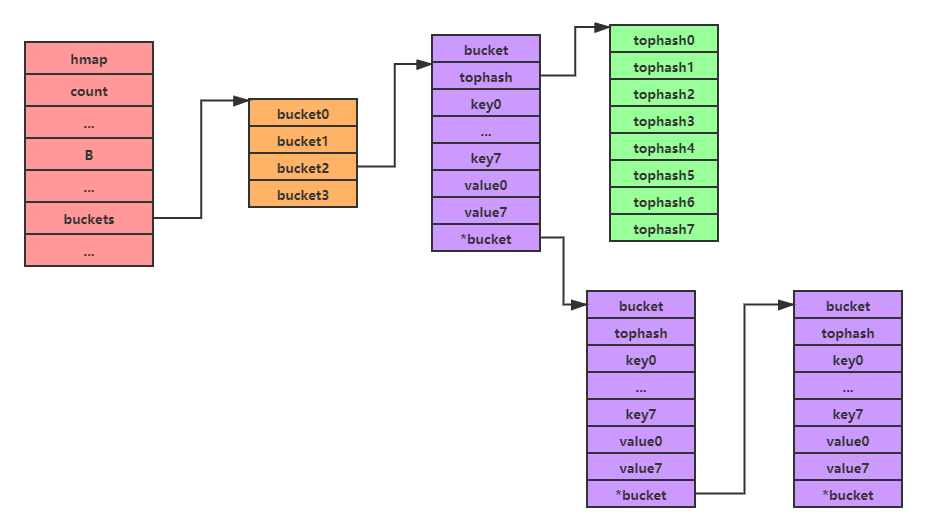 hmap
count
...
B
...
buckets
...
bucket0
bucket1
bucket2
bucket3
bucket
tophash
key0
...
key7
value0
value7
*bucket
tophash0
tophash1
tophash2
tophash3
tophash4
tophash5
tophash6
tophash7
bucket
tophash
key0
...
key7
value0
value7
*bucket
bucket
tophash
key0
...
key7
value0
value7
*bucket